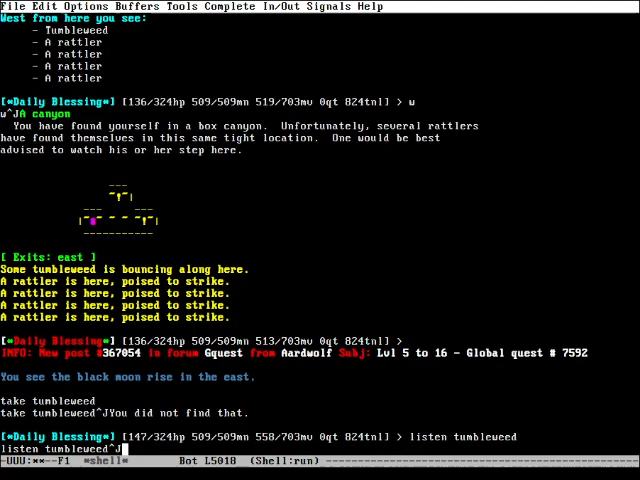 File Edit Options Buffers Tools Complete In/Out Signals Help
West from here you see:
- Tumbleweed
- A rattler
- A rattler
- A rattler
- A rattler
[*Daily Blessing*] [136/324hp 509/509mn 519/703mv 0qt 824tnl] > w
w^JA canyon
You have found yourself in a box canyon.  Unfortunately, several rattlers
have found themselves in this same tight location.  One would be best
advised to watch his or her step here.
[ Exits: east ]
Some tumbleweed is bouncing along here.
A rattler is here, poised to strike.
A rattler is here, poised to strike.
A rattler is here, poised to strike.
A rattler is here, poised to strike.
[*Daily Blessing*] [136/324hp 509/509mn 513/703mv 0qt 824tnl] >
INFO: New post #367054 in forum Gquest from Aardwolf Subj: Lvl 5 to 16 - Global quest # 7592
You see the black moon rise in the east.
take tumbleweed
take tumbleweed^JYou did not find that.
[*Daily Blessing*] [147/324hp 509/509mn 558/703mv 0qt 824tnl] > listen tumbleweed
listen tumbleweed^J
-UUU:**--F1  *shell*  Bot L5018  (Shell:run)